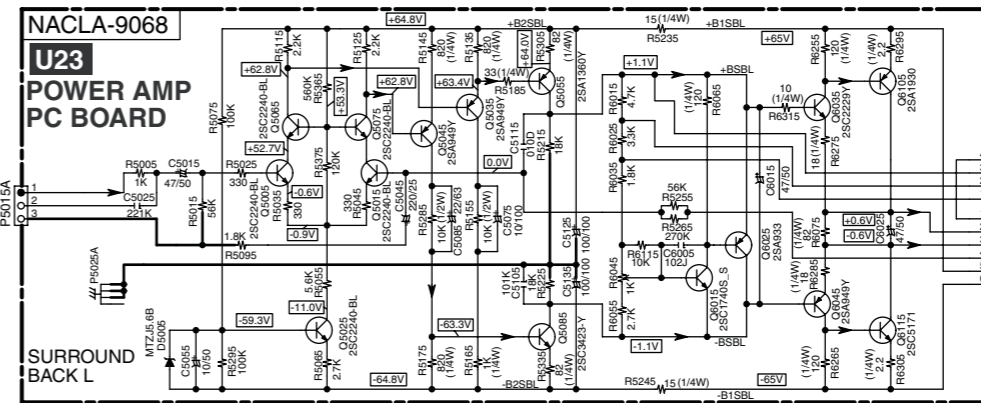 NACLA-9068
U23
POWER AMP
PC BOARD
SURROUND
BACK L
P5015A
1
2
3
P5025A
R5005
1K
C5015
47/50
R5025
330
C5025
221K
R5015
56K
1.8K
R5095
R5075
100K
MTZJ5.6B
D5005
C5055
10/50
R5295
100K
-59.3V
R5115
2.2K
R5125
2.2K
+62.8V
2SC2240-BL
Q5065
560K
R5365
+53.3V
Q5075
2SC2240-BL
+52.7V
R5375
120K
2SC2240-BL
Q5005
R5035
330
-0.6V
-0.9V
330
R5045
Q5015
2SC2240-BL
C5045
220/25
5.6K
R5055
-11.0V
Q5025
2SC2240-BL
R5065
2.7K
-64.8V
+64.8V
R5145
820
(1/4W)
R5135
820
(1/4W)
+62.8V
+63.4V
Q5045
2SA949Y
Q5055
2SA1360Y
33(1/4W)
R5185
+64.0V
R5305
82
(1/4W)
+B2SBL
R5285
10K (1/2W)
C5085
22/63
R5155
10K (1/2W)
C5075
10/100
C5115
010D
R5215
18K
0.0V
C5125
100/100
C5135
100/100
101K
C5105
18K
R5225
-63.3V
Q5085
2SC3423-Y
R5175
820
(1/4W)
R5165
1K
(1/4W)
R5335
82
(1/4W)
-B2SBL
15(1/4W)
R5235
+B1SBL
+65V
+1.1V
+BSBL
R6015
4.7K
R6025
3.3K
R6035
1.8K
(1/4W)
120
R6065
56K
R5255
R5265
270K
R6115
10K
C6005
102J
R6045
1K
R6055
2.7K
Q6015
2SC1740S_S
Q6025
2SA933
C6015
47/50
-1.1V
-BSBL
R5245
15 (1/4W)
-B1SBL
-65V
10
(1/4W)
R6315
R6255
120
(1/4W)
(1/4W)
2.2
R6295
Q6035
2SC2229Y
Q6105
2SA1930
18(1/4W)
R6275
+0.6V
-0.6V
(1/4W)
82
R6075
C6025
47/50
(1/4W)
18
R6285
Q6045
2SA949Y
Q6115
2SC5171
(1/4W)
120
R6265
(1/4W)
2.2
R6305